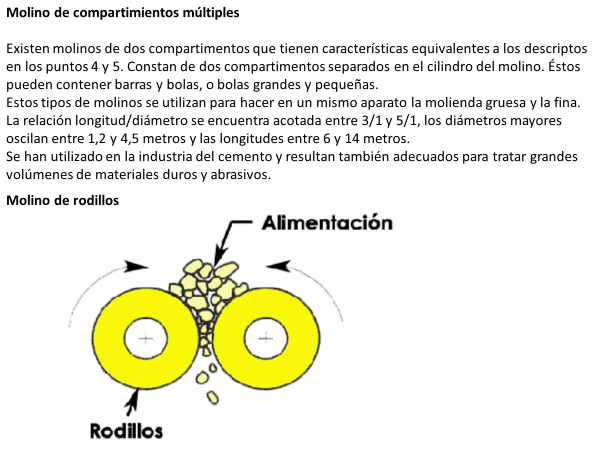 Molino de compartimientos múltiples
Existen molinos de dos compartimentos que tienen características equivalentes a los descriptos
en los puntos 4 y 5. Constan de dos compartimentos separados en el cilindro del molino. Éstos
pueden contener barras y bolas, o bolas grandes y pequeñas.
Estos tipos de molinos se utilizan para hacer en un mismo aparato la molienda gruesa y la fina.
La relación longitud/diámetro se encuentra acotada entre 3/1 y 5/1, los diámetros mayores
oscilan entre 1,2 y 4,5 metros y las longitudes entre 6 y 14 metros.
Se han utilizado en la industria del cemento y resultan también adecuados para tratar grandes
volúmenes de materiales duros y abrasivos.
Molino de rodillos
Alimentación
Rodillos